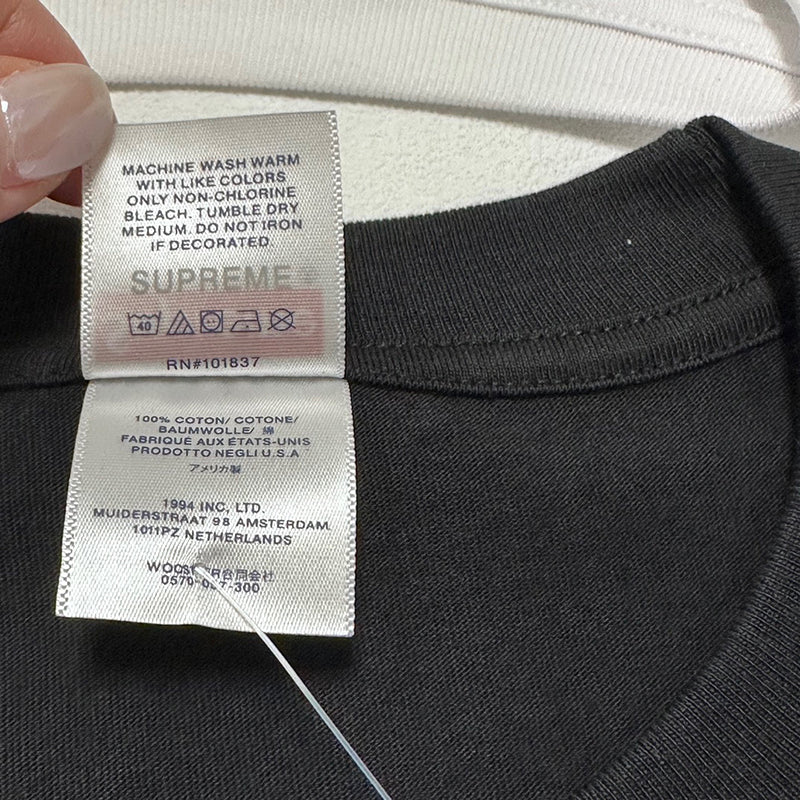 MACHINE WASH WARM
WITH LIKE COLORS
ONLY NON-CHLORINE
BLEACH. TUMBLE DRY
MEDIUM. DO NOT IRON
IF DECORATED
SUPREME
40
RN#101837
100% COTON/ COTONE/
BAUMWOLLE/ 綿
FABRIQUÉ AUX ÉTATS-UNIS
PRODOTTO NEGLI U.S.A
アメリカ製
1994 INC, LTD.
MUIDERSTRAAT 98 AMSTERDAM
1011PZ NETHERLANDS
合同会社